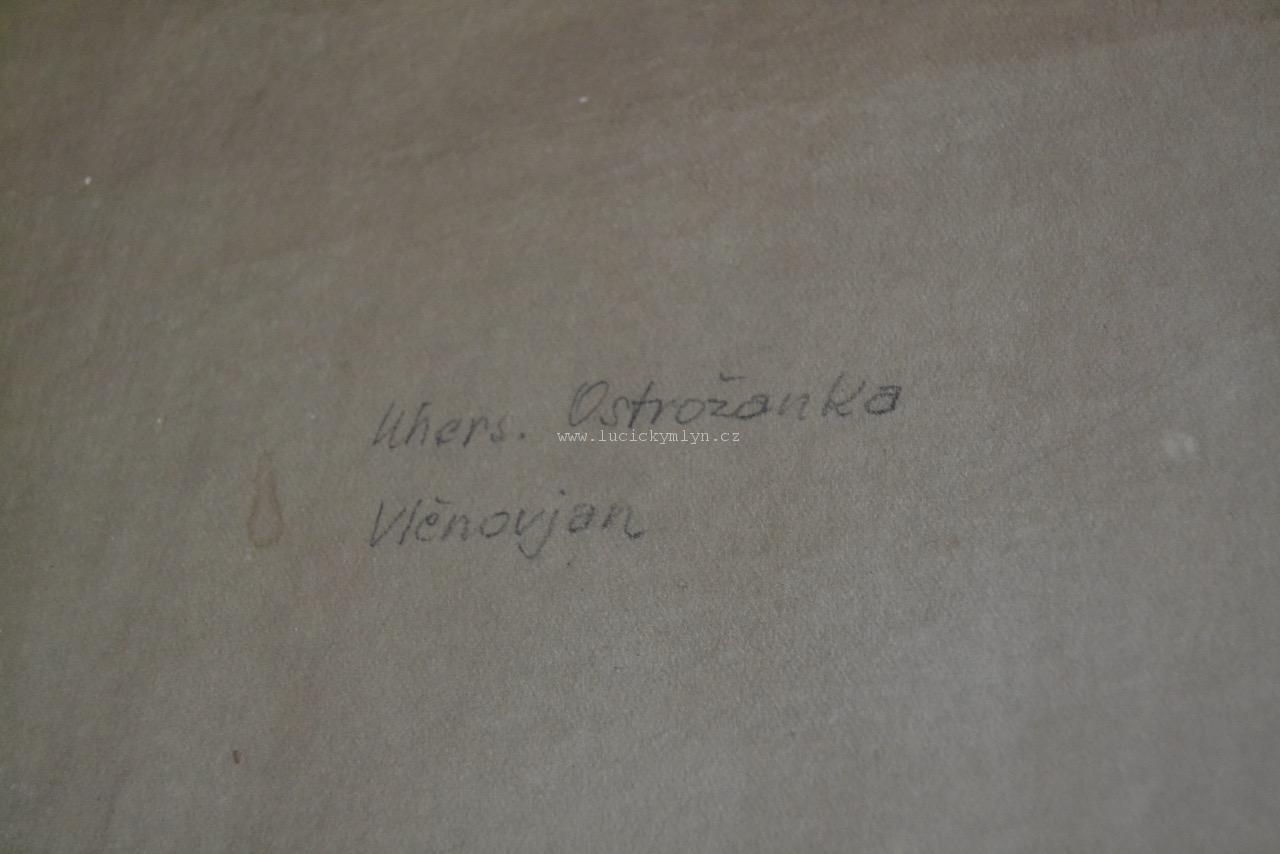 Uhers. Ostrožanka
www.lucickymlyn.cz
Vlčnovjan